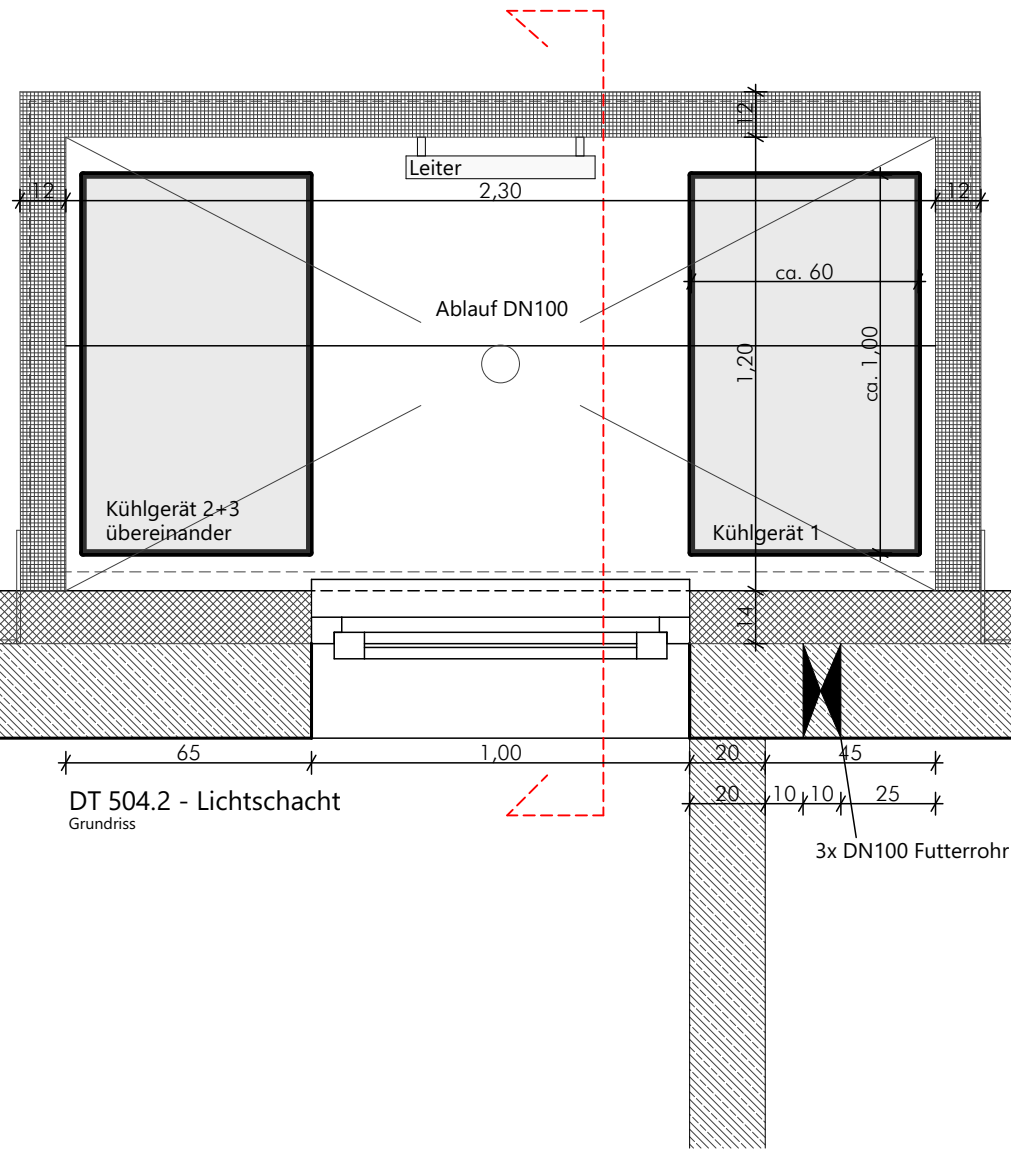 12
Leiter
12
2,30
12
ca. 60
Ablauf DN100
1,20
ca. 1,00
Kühlgerät 2+3
übereinander
Kühlgerät 1
14
65
1,00
20
45
20
10
10
25
DT 504.2 - Lichtschacht
Grundriss
3x DN100 Futterrohr